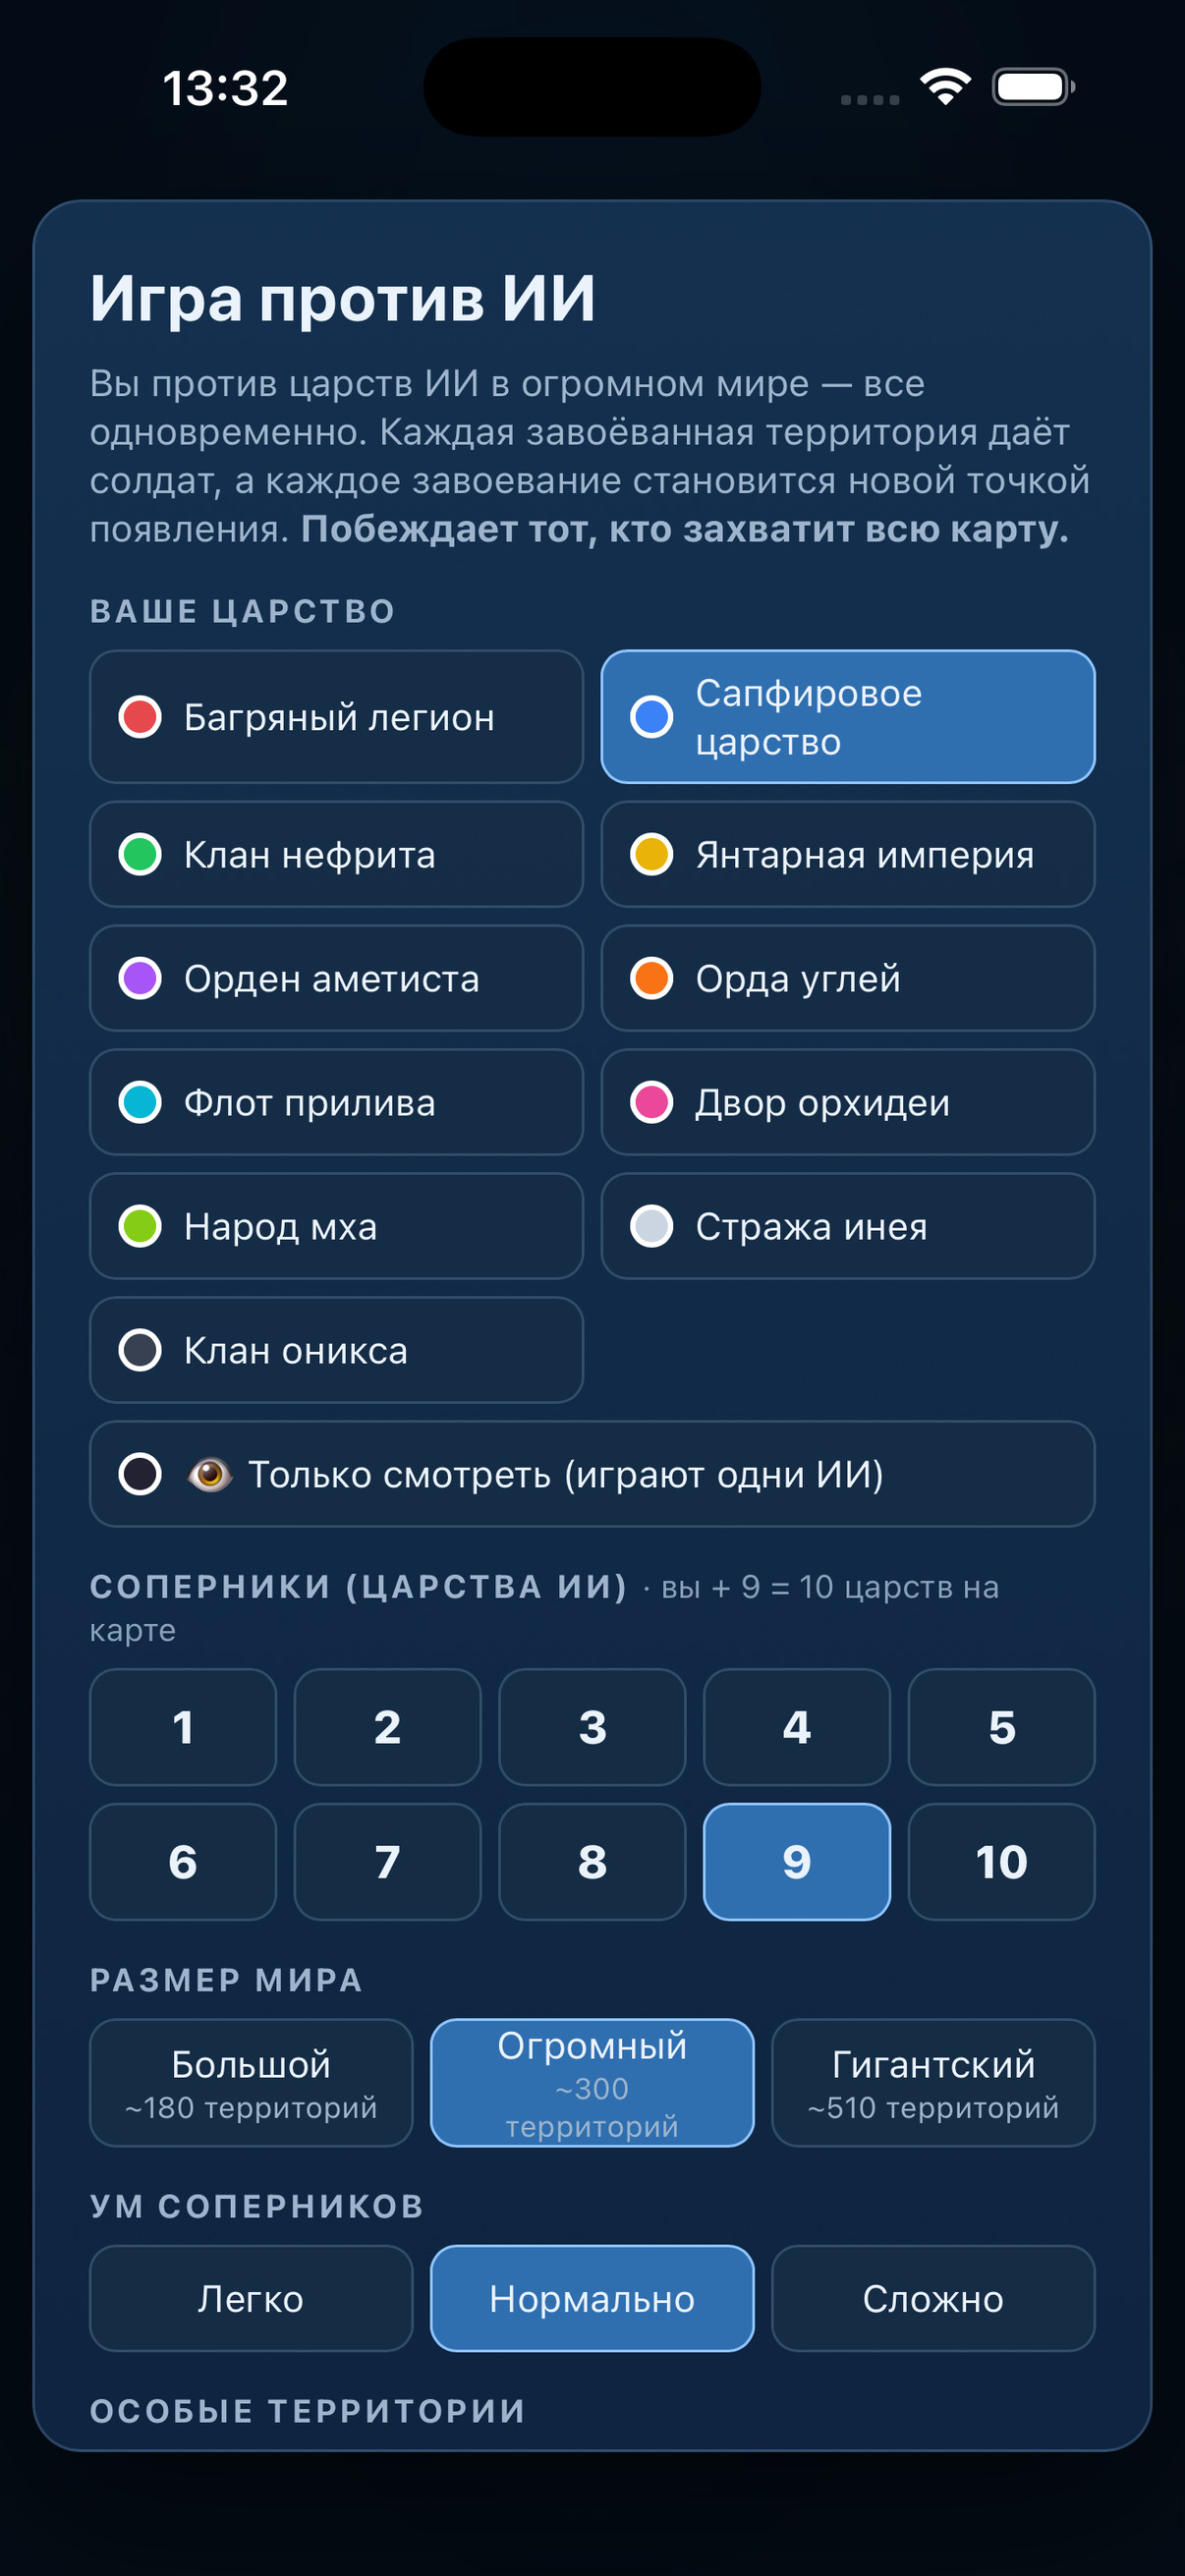 13:32
Игра против ИИ
Вы против царств ИИ в огромном мире — все
одновременно. Каждая завоёванная территория даёт
солдат, а каждое завоевание становится новой точкой
появления. Побеждает тот, кто захватит всю карту.
ВАШЕ ЦАРСТВО
Багряный легион
Сапфировое
царство
Клан нефрита
Янтарная империя
Орден аметиста
Орда углей
Флот прилива
Двор орхидеи
Народ мха
Стража инея
Клан оникса
Только смотреть (играют одни ИИ)
СОПЕРНИКИ (ЦАРСТВА ИИ) · вы + 9 = 10 царств на
карте
1
2
3
4
5
6
7
8
9
10
РАЗМЕР МИРА
Большой
~180 территорий
Огромный
~300
территорий
Гигантский
~510 территорий
УМ СОПЕРНИКОВ
Легко
Нормально
Сложно
ОСОБЫЕ ТЕРРИТОРИИ